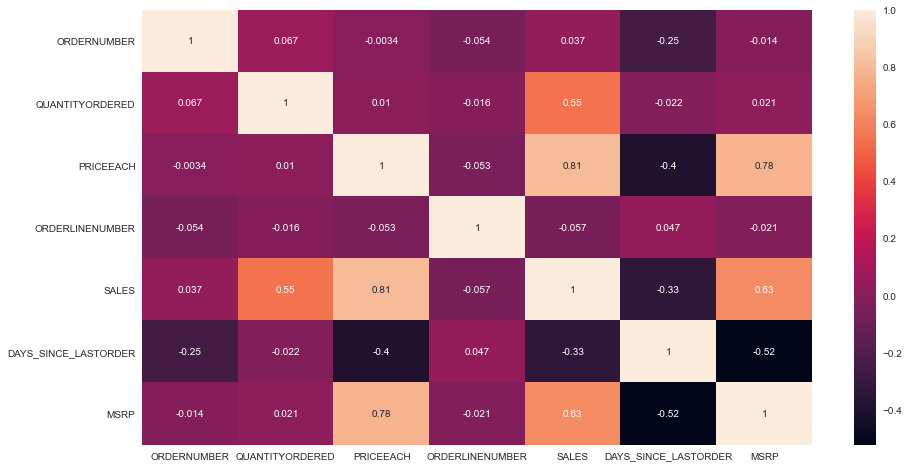 ORDERNUMBER 1 0.067 -0.0034 -0.054 0.037 -0.25 -0.014
QUANTITYORDERED 0.067 1 0.01 -0.016 0.55 -0.022 0.021
PRICEEACH -0.0034 0.01 1 -0.053 0.81 -0.4 0.78
ORDERLINENUMBER -0.054 -0.016 -0.053 1 -0.057 0.047 -0.021
SALES 0.037 0.55 0.81 -0.057 1 -0.33 0.63
DAYS_SINCE_LASTORDER -0.25 -0.022 -0.4 0.047 -0.33 1 -0.52
MSRP -0.014 0.021 0.78 -0.021 0.63 -0.52 1
ORDERNUMBER QUANTITYORDERED PRICEEACH ORDERLINENUMBER SALES DAYS_SINCE_LASTORDER MSRP
1.0
0.8
0.6
0.4
0.2
0.0
-0.2
-0.4